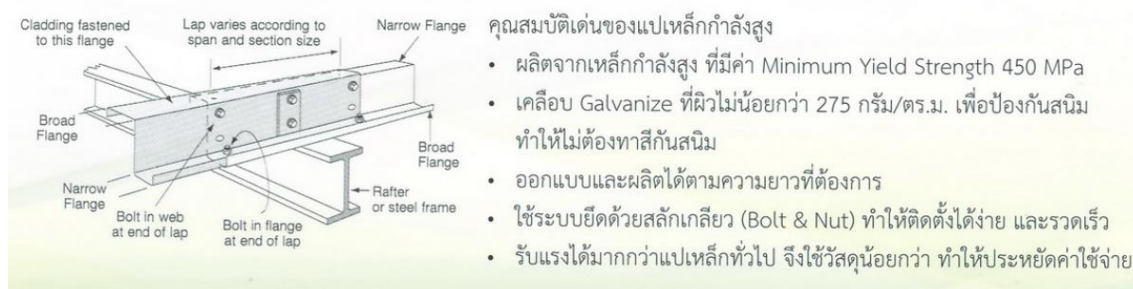 Cladding fastened
to this flange
Lap varies according to
span and section size
Narrow Flange
Broad
Flange
Narrow
Flange
Bolt in web
at end of lap
Bolt in flange
at end of lap
Rafter
or steel frame
Broad
Flange
คุณสมบัติเด่นของแปเหล็กกำลังสูง
• ผลิตจากเหล็กกำลังสูง ที่มีค่า Minimum Yield Strength 450 MPa
• เคลือบ Galvanize ที่ผิวไม่น้อยกว่า 275 กรัม/ตร.ม. เพื่อป้องกันสนิม
ทำให้ไม่ต้องทาสีกันสนิม
• ออกแบบและผลิตได้ตามความยาวที่ต้องการ
• ใช้ระบบยึดด้วยสลักเกลียว (Bolt & Nut) ทำให้ติดตั้งได้ง่าย และรวดเร็ว
• รับแรงได้มากกว่าแปเหล็กทั่วไป จึงใช้วัสดุน้อยกว่า ทำให้ประหยัดค่าใช้จ่าย